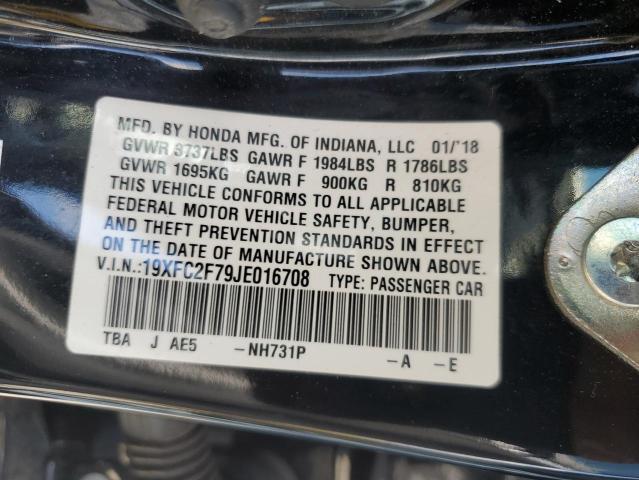 MFD. BY HONDA MFG. OF INDIANA, LLC 01/'18
GVWR 3737LBS GAWR F 1984LBS R 1786LBS
GVWR 1695KG GAWR F 900KG R 810KG
THIS VEHICLE CONFORMS TO ALL APPLICABLE
FEDERAL MOTOR VEHICLE SAFETY, BUMPER,
AND THEFT PREVENTION STANDARDS IN EFFECT
ON THE DATE OF MANUFACTURE SHOWN ABOVE.
V.I.N.:19XFC2F79JE016708 TYPE: PASSENGER CAR
TBA J AE5 -NH731P -A -E